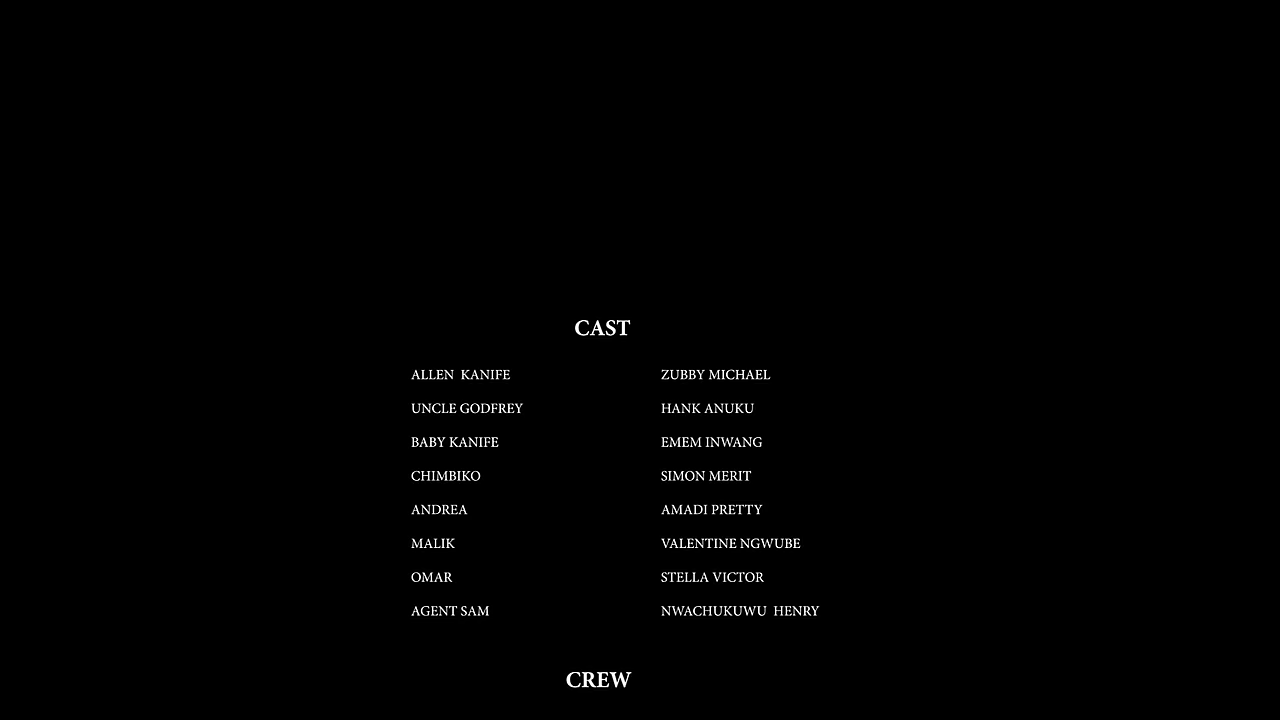 CAST
ALLEN  KANIFE ZUBBY MICHAEL
UNCLE GODFREY HANK ANUKU
BABY KANIFE EMEM INWANG
CHIMBIKO SIMON MERIT
ANDREA AMADI PRETTY
MALIK VALENTINE NGWUBE
OMAR STELLA VICTOR
AGENT SAM NWACHUKUWU  HENRY
CREW